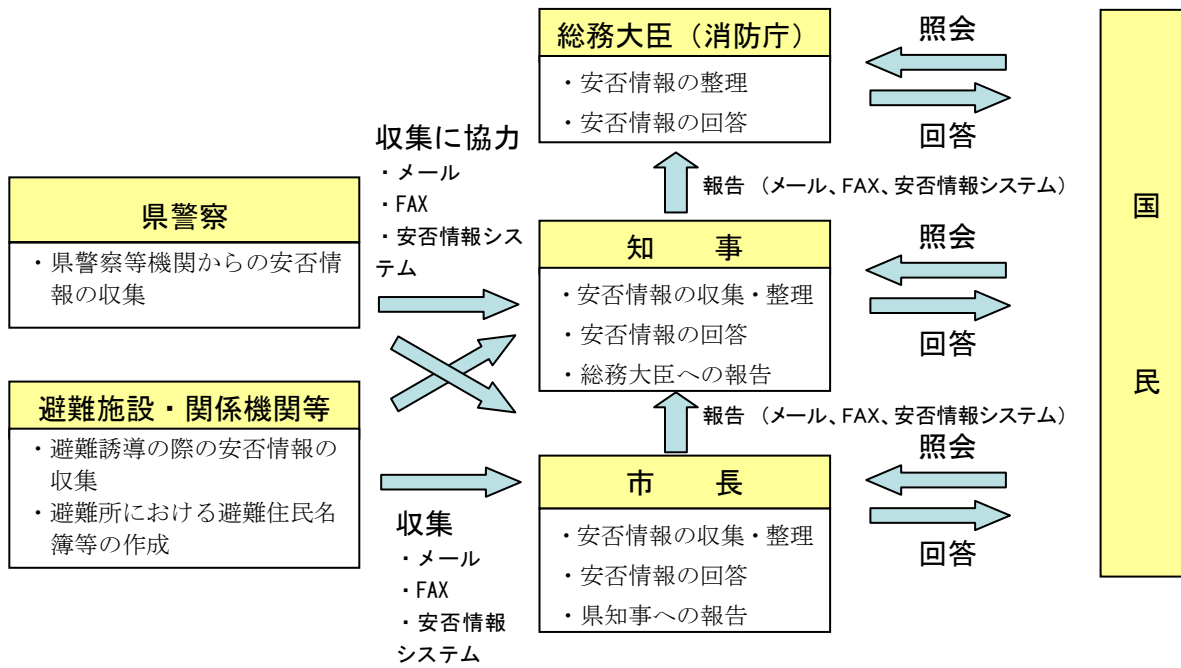 県警察
・県警察等機関からの安否情
報の収集
避難施設・関係機関等
・避難誘導の際の安否情報の
収集
・避難所における避難住民名
簿等の作成
収集に協力
・メール
・FAX
・安否情報シス
テム
収集
・メール
・FAX
・安否情報
システム
総務大臣（消防庁）
・安否情報の整理
・安否情報の回答
報告 （メール、FAX、安否情報システム）
知　事
・安否情報の収集・整理
・安否情報の回答
・総務大臣への報告
報告 （メール、FAX、安否情報システム）
市　長
・安否情報の収集・整理
・安否情報の回答
・県知事への報告
照会
回答
照会
回答
照会
回答
国
民